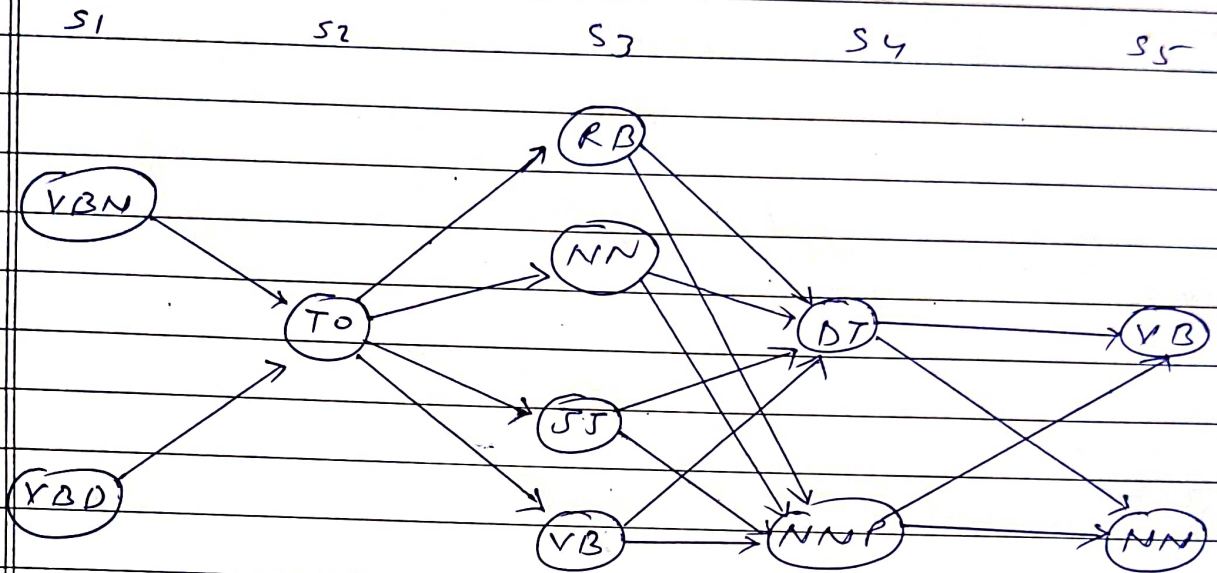 S1 S2 S3 S4 S5
RB
VBN
NN
TO
DT
VB
JJ
VBD
VB
NNP
NN